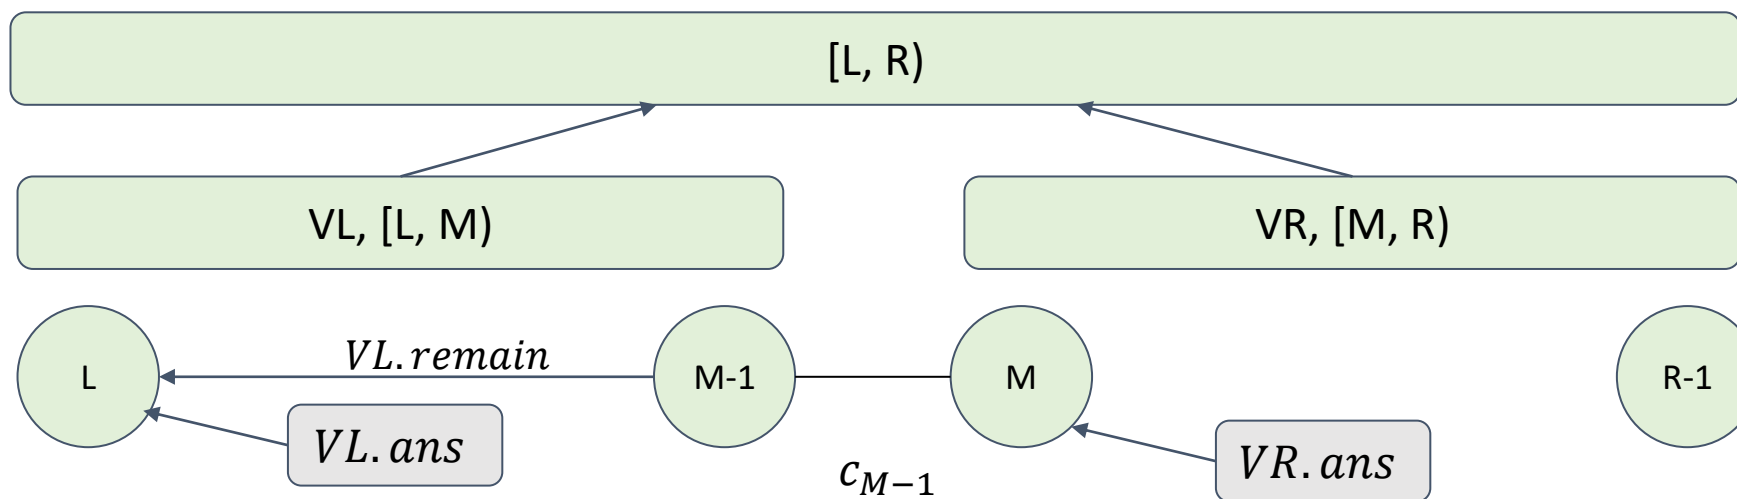 [L, R)
VL, [L, M)
VR, [M, R)
L
VL.remain
M-1
M
R-1
VL.ans
VR.ans
c_{M−1}